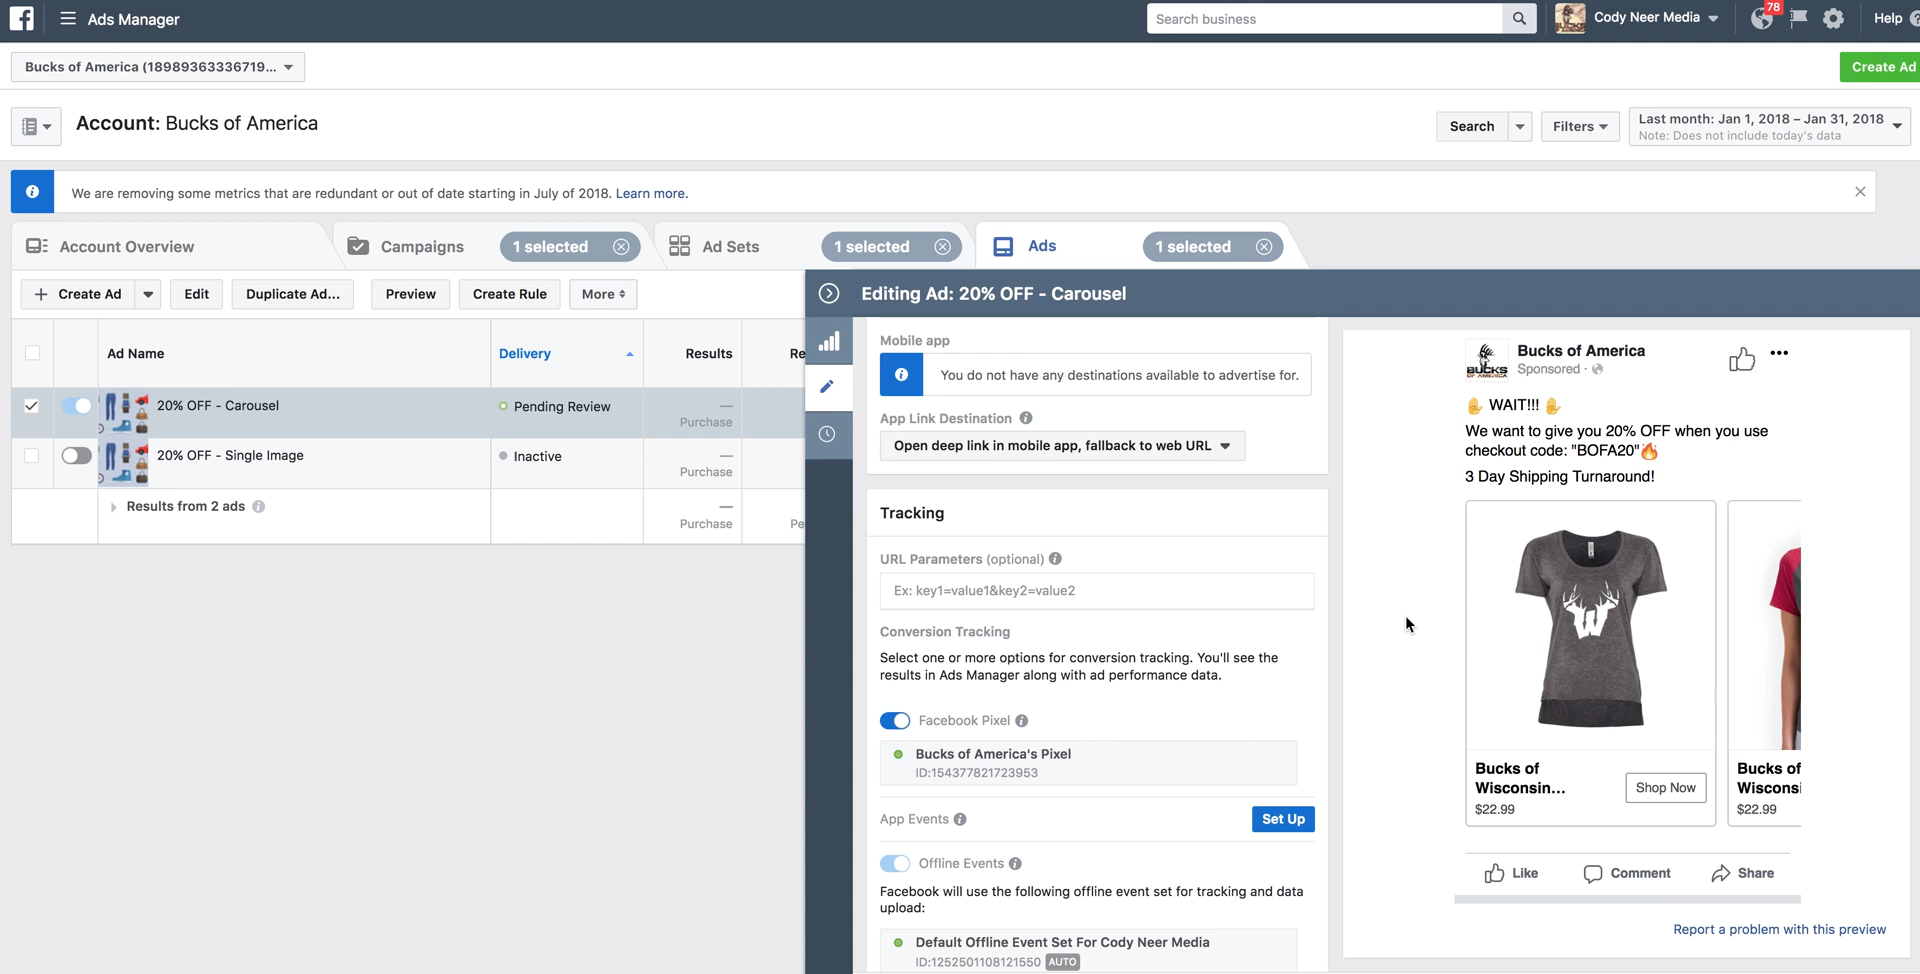 Ads Manager
Search business
Cody Neer Media
78
Help
Bucks of America (18989363336719...
Create Ad
Account: Bucks of America
Search
Filters
Last month: Jan 1, 2018 – Jan 31, 2018
Note: Does not include today's data
We are removing some metrics that are redundant or out of date starting in July of 2018. Learn more.
Account Overview
Campaigns
1 selected
Ad Sets
1 selected
Ads
1 selected
Create Ad
Edit
Duplicate Ad...
Preview
Create Rule
More
Editing Ad: 20% OFF - Carousel
Ad Name
Delivery
Results
Re
20% OFF - Carousel
Pending Review
—
Purchase
20% OFF - Single Image
Inactive
—
Purchase
Results from 2 ads
—
Purchase
Pe
Mobile app
You do not have any destinations available to advertise for.
App Link Destination
Open deep link in mobile app, fallback to web URL
Tracking
URL Parameters (optional)
Ex: key1=value1&key2=value2
Conversion Tracking
Select one or more options for conversion tracking. You'll see the
results in Ads Manager along with ad performance data.
Facebook Pixel
Bucks of America's Pixel
ID:154377821723953
App Events
Set Up
Offline Events
Facebook will use the following offline event set for tracking and data
upload:
Default Offline Event Set For Cody Neer Media
ID:1252501108121550 AUTO
BUCKS
OF AMERICA
Bucks of America
Sponsored ·
✋ WAIT!!! ✋
We want to give you 20% OFF when you use
checkout code: "BOFA20"🔥
3 Day Shipping Turnaround!
W
Bucks of
Wisconsin...
$22.99
Shop Now
Bucks of
Wisconsi
$22.99
Like
Comment
Share
Report a problem with this preview